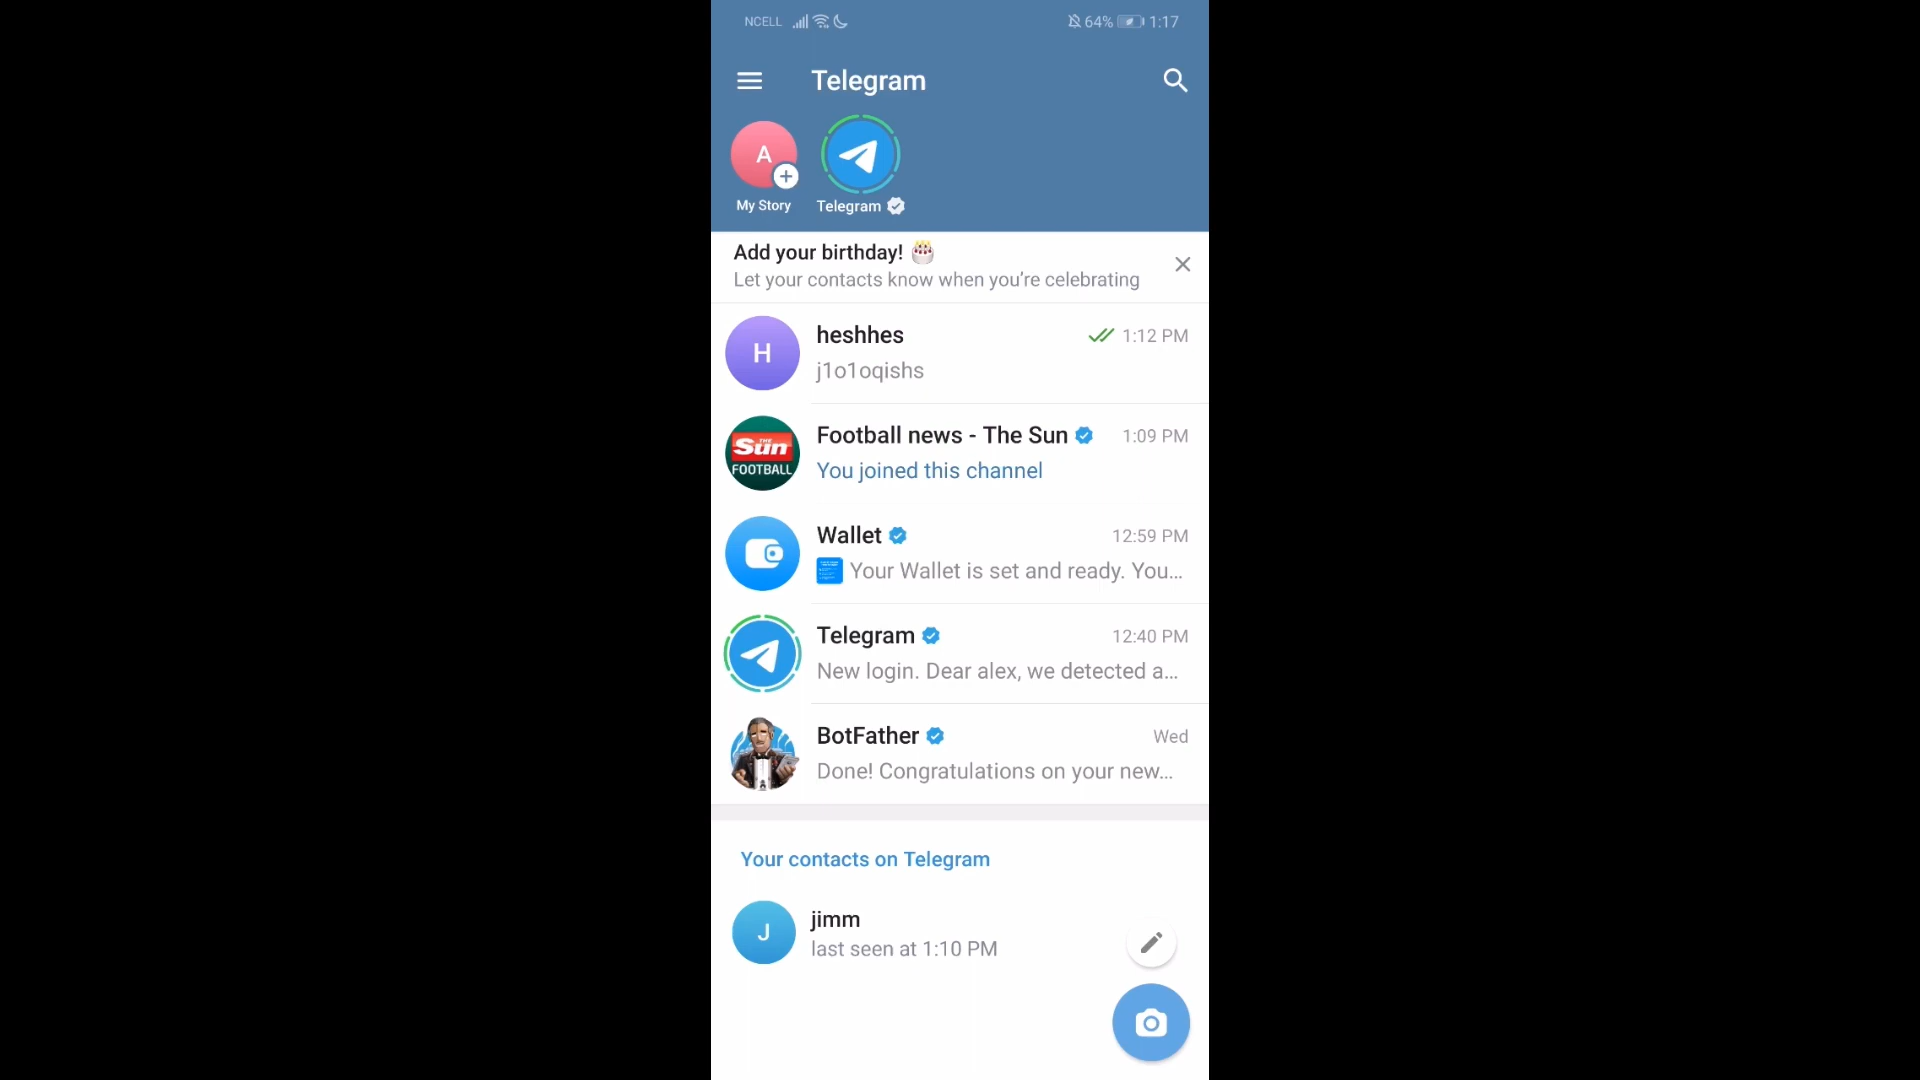 NCELL 64% 1:17
Telegram
A
My Story Telegram
Add your birthday! 🎂
Let your contacts know when you're celebrating
H
heshhes 1:12 PM
j1o1oqishs
THE Sun FOOTBALL
Football news - The Sun 1:09 PM
You joined this channel
Wallet 12:59 PM
Your Wallet is set and ready. You...
Telegram 12:40 PM
New login. Dear alex, we detected a...
BotFather Wed
Done! Congratulations on your new...
Your contacts on Telegram
J
jimm
last seen at 1:10 PM